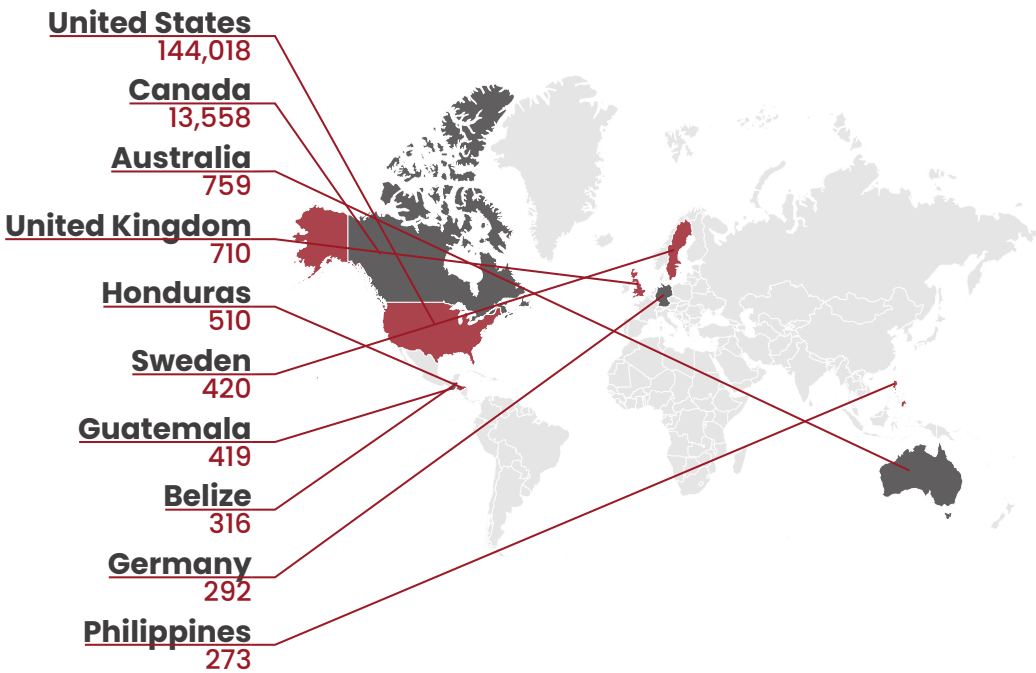 United States
144,018
Canada
13,558
Australia
759
United Kingdom
710
Honduras
510
Sweden
420
Guatemala
419
Belize
316
Germany
292
Philippines
273